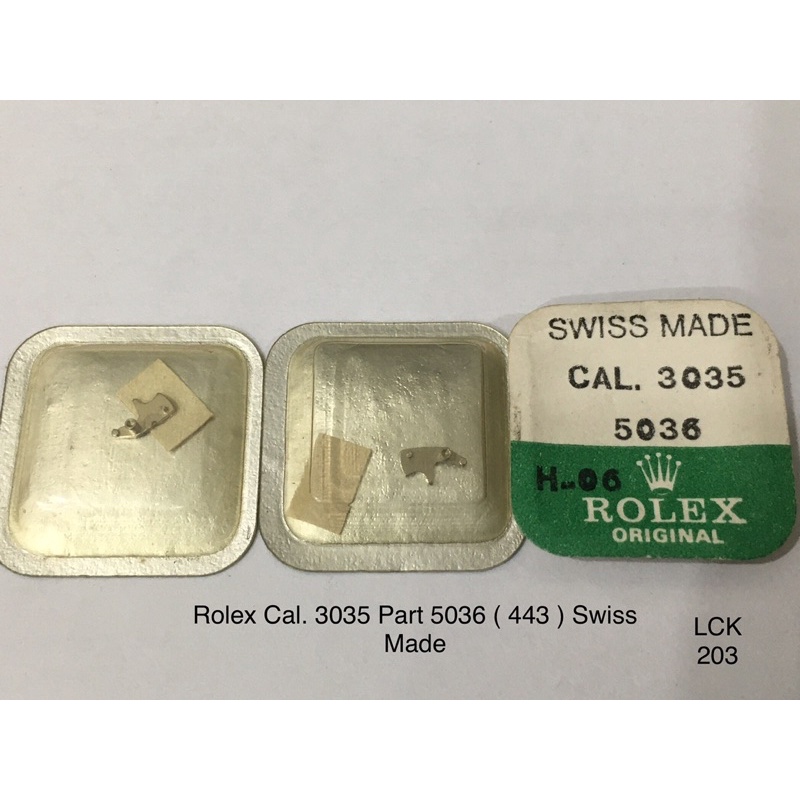 SWISS MADE
CAL. 3035
5036
H-06
ROLEX
ORIGINAL
Rolex Cal. 3035 Part 5036 ( 443 ) Swiss
Made
LCK
203